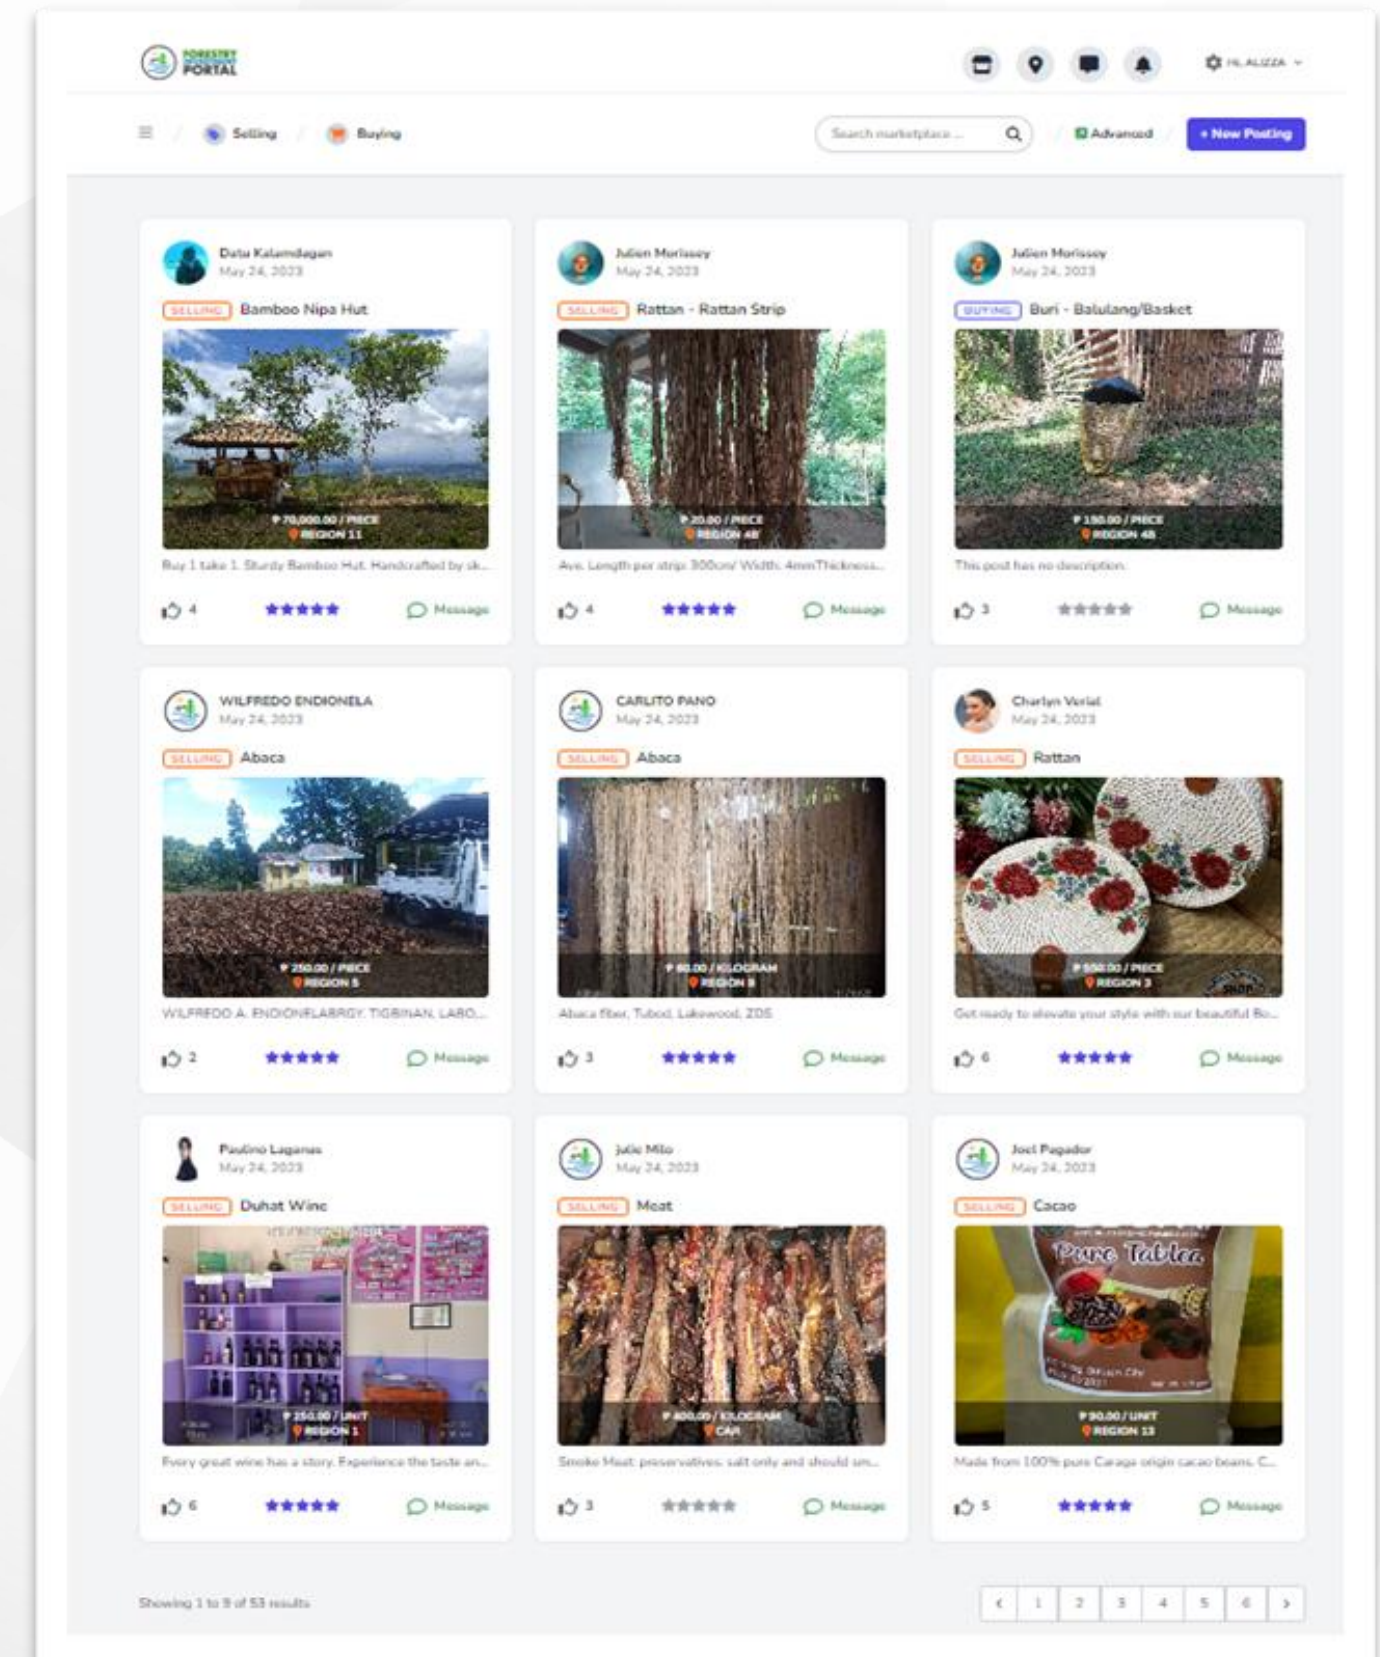 FORESTRY
INVESTMENT
PORTAL
Hi, ALIZZA
Selling
Buying
Search marketplace ...
Advanced
+ New Posting
Datu Kalamdagan
May 24, 2023
SELLING Bamboo Nipa Hut
₱ 70,000.00 / PIECE
REGION 11
Buy 1 take 1. Sturdy Bamboo Hut. Handcrafted by sk...
4
Message
Julien Morissey
May 24, 2023
SELLING Rattan - Rattan Strip
₱ 20.00 / PIECE
REGION 4B
Ave. Length per strip: 300cm/ Width: 4mmThickness...
4
Message
Julien Morissey
May 24, 2023
BUYING Buri - Balulang/Basket
₱ 150.00 / PIECE
REGION 4B
This post has no description.
3
Message
WILFREDO ENDIONELA
May 24, 2023
SELLING Abaca
₱ 250.00 / PIECE
REGION 5
WILFREDO A. ENDIONELABRGY. TIGBINAN, LABO,...
2
Message
CARLITO PANO
May 24, 2023
SELLING Abaca
₱ 60.00 / KILOGRAM
REGION 9
Abaca fiber, Tubod, Lakewood, ZDS
3
Message
Charlyn Verial
May 24, 2023
SELLING Rattan
₱ 550.00 / PIECE
REGION 3
SHOP
Get ready to elevate your style with our beautiful Bo...
6
Message
Paulino Laganas
May 24, 2023
SELLING Duhat Wine
₱ 250.00 / UNIT
REGION 1
Every great wine has a story. Experience the taste an...
6
Message
julie Milo
May 24, 2023
SELLING Meat
₱ 400.00 / KILOGRAM
CAR
Smoke Meat: preservatives: salt only and should um...
3
Message
Joel Pagador
May 24, 2023
SELLING Cacao
Pure Tablea
₱ 90.00 / UNIT
REGION 13
Made from 100% pure Caraga origin cacao beans. C...
5
Message
Showing 1 to 9 of 53 results
‹ 1 2 3 4 5 6 ›